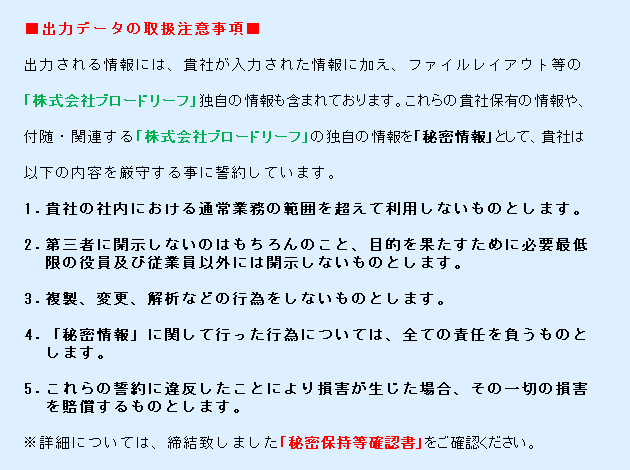 ■出力データの取扱注意事項■
出力される情報には、貴社が入力された情報に加え、ファイルレイアウト等の
「株式会社ブロードリーフ」独自の情報も含まれております。これらの貴社保有の情報や、
付随・関連する「株式会社ブロードリーフ」の独自の情報を「秘密情報」として、貴社は
以下の内容を厳守する事に誓約しています。
1.貴社の社内における通常業務の範囲を超えて利用しないものとします。
2.第三者に開示しないのはもちろんのこと、目的を果たすために必要最低
限の役員及び従業員以外には開示しないものとします。
3.複製、変更、解析などの行為をしないものとします。
4.「秘密情報」に関して行った行為については、全ての責任を負うものと
します。
5.これらの誓約に違反したことにより損害が生じた場合、その一切の損害
を賠償するものとします。
※詳細については、締結致しました「秘密保持等確認書」をご確認ください。